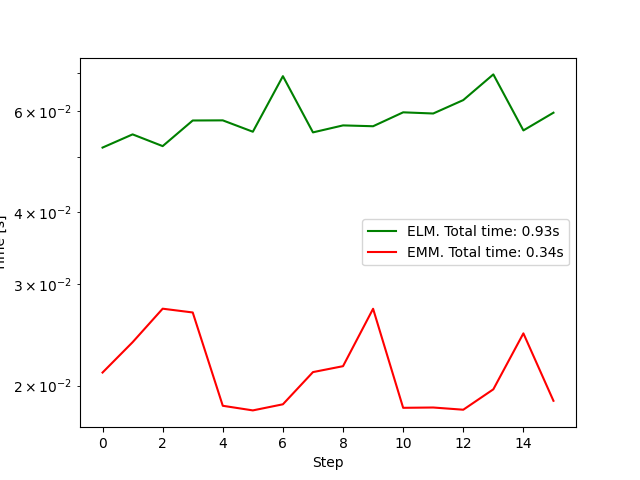 6 × 10⁻²
4 × 10⁻²
3 × 10⁻²
2 × 10⁻²
[s]
ELM. Total time: 0.93s
EMM. Total time: 0.34s
0 2 4 6 8 10 12 14
Step